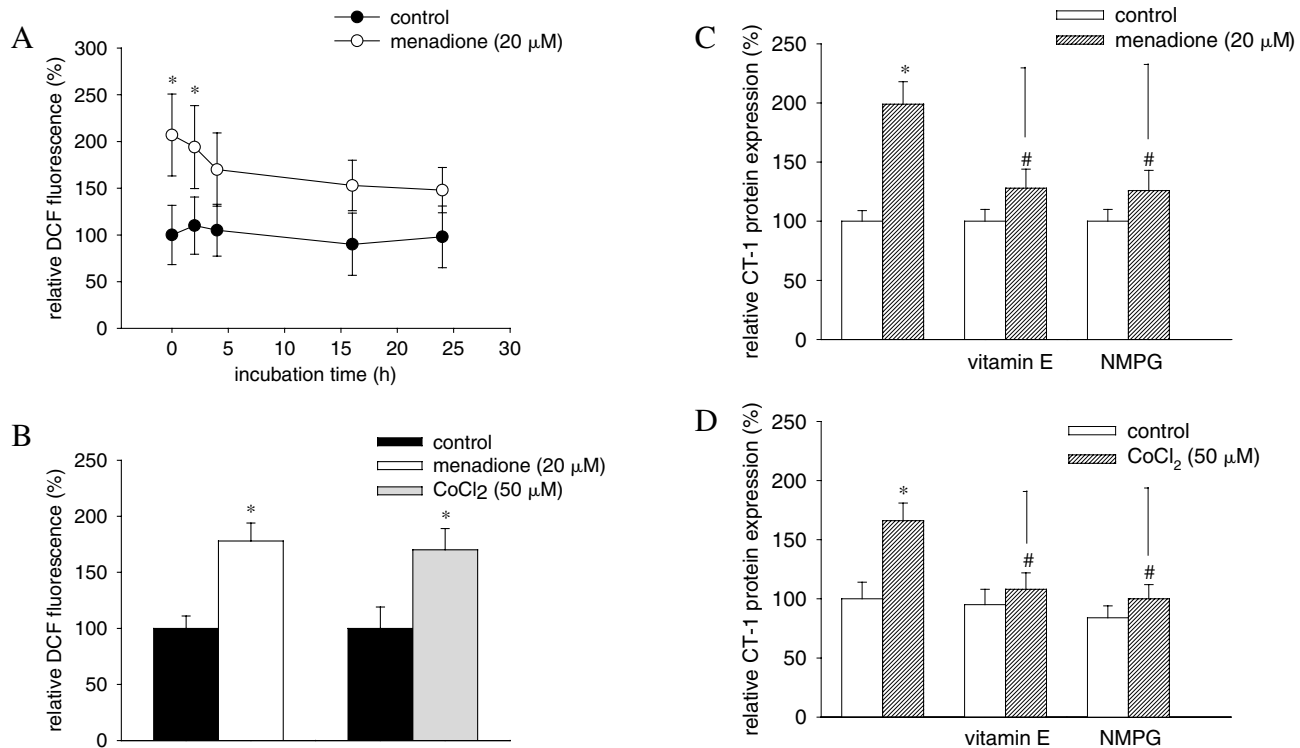 A
control
menadione (20 μM)
relative DCF fluorescence (%)
300
250
200
150
100
50
0
* *
0 5 10 15 20 25 30
incubation time (h)
B
control
menadione (20 μM)
CoCl2 (50 μM)
relative DCF fluorescence (%)
250
200
150
100
50
0
* *
C
control
menadione (20 μM)
relative CT-1 protein expression (%)
250
200
150
100
50
0
* # #
vitamin E NMPG
D
control
CoCl2 (50 μM)
relative CT-1 protein expression (%)
250
200
150
100
50
0
* # #
vitamin E NMPG